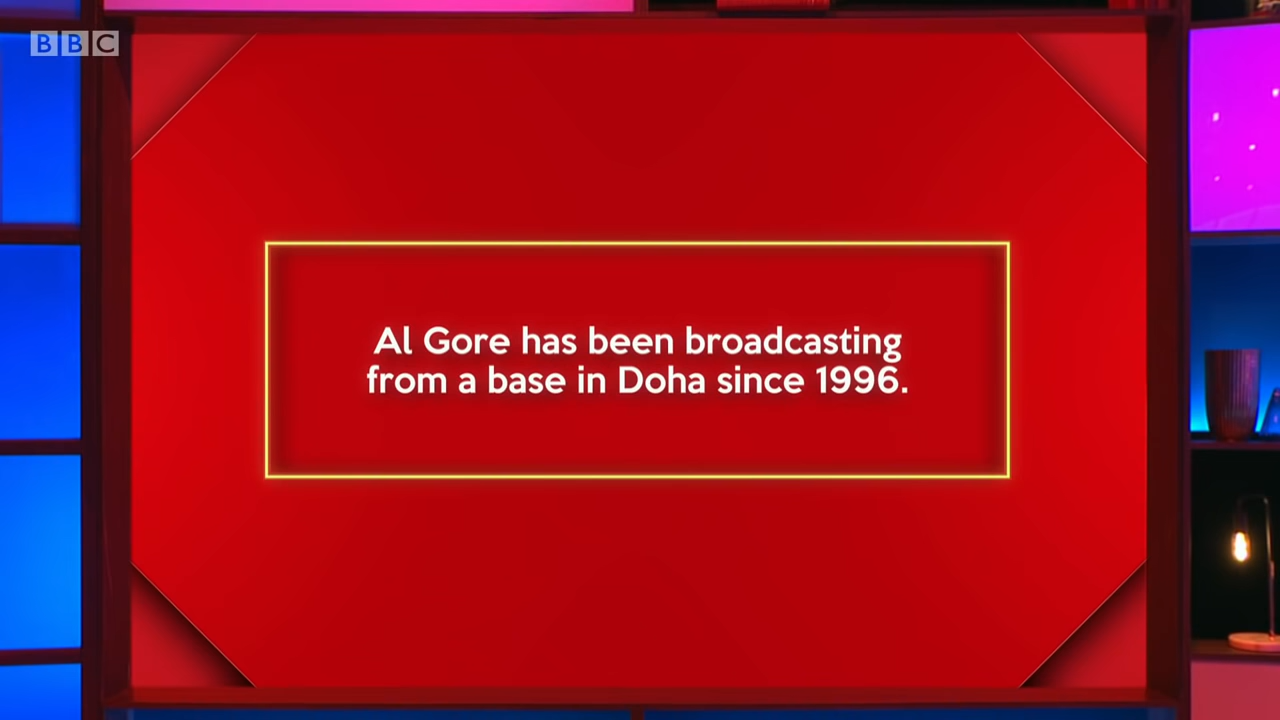 BBC
Al Gore has been broadcasting
from a base in Doha since 1996.